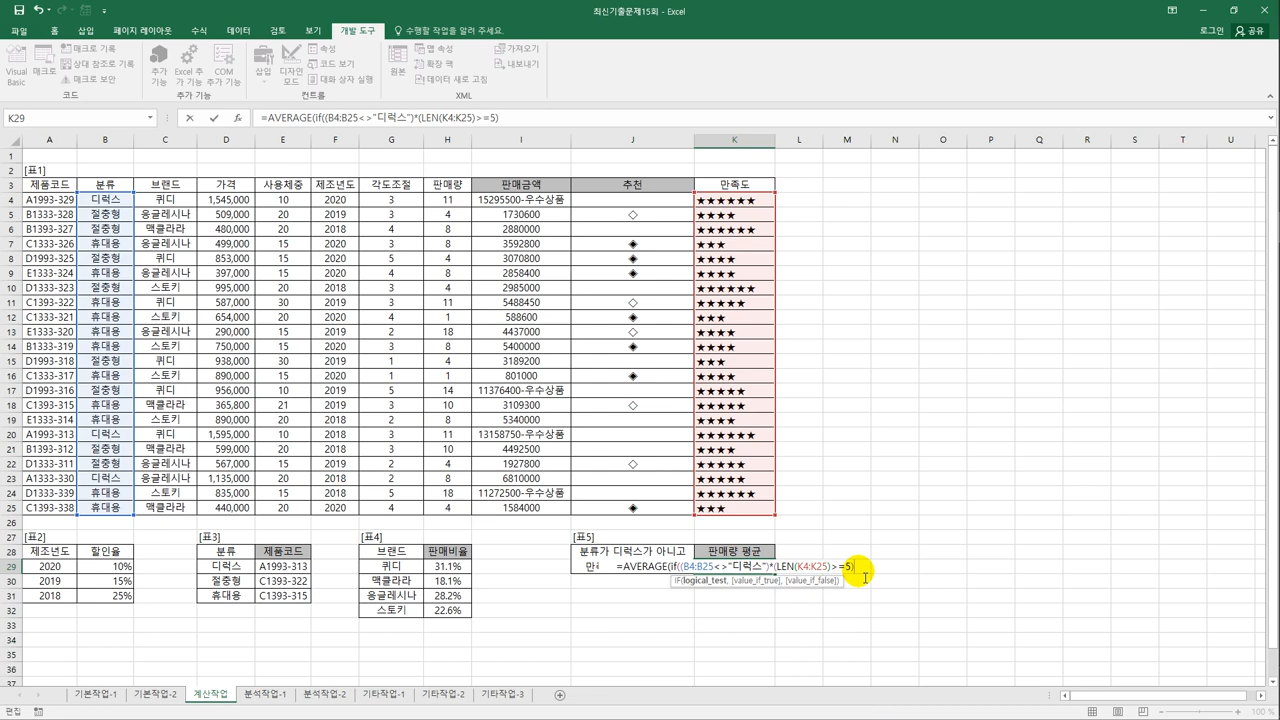 최신기출문제15회 - Excel
파일 홈 삽입 페이지 레이아웃 수식 데이터 검토 보기 개발 도구 수행할 작업을 알려 주세요. 로그인 공유
매크로 기록 상대 참조로 기록 매크로 보안
Visual Basic 매크로 추가 기능 Excel 추가 기능 COM 추가 기능 삽입 디자인 모드
속성 코드 보기 대화 상자 실행 원본 맵 속성 확장 팩 데이터 새로 고침 가져오기 내보내기
코드 추가 기능 컨트롤 XML
K29 fx =AVERAGE(if((B4:B25<>"디럭스")*(LEN(K4:K25)>=5)
A B C D E F G H I J K L M N O P Q R S T U
1
2 [표1]
3 제품코드 분류 브랜드 가격 사용체중 제조년도 각도조절 판매량 판매금액 추천 만족도
4 A1993-329 디럭스 퀴디 1,545,000 10 2020 3 11 15295500-우수상품 ★★★★★★
5 B1333-328 절충형 응글레시나 509,000 20 2019 3 4 1730600 ◇ ★★★★
6 B1393-327 절충형 맥클라라 480,000 20 2018 4 8 2880000 ★★★★★★
7 C1333-326 휴대용 응글레시나 499,000 15 2020 3 8 3592800 ◈ ★★★
8 D1993-325 절충형 퀴디 853,000 15 2020 5 4 3070800 ◈ ★★★★
9 E1333-324 휴대용 응글레시나 397,000 15 2020 4 8 2858400 ◈ ★★★★
10 D1333-323 절충형 스토키 995,000 20 2018 3 4 2985000 ★★★★★★
11 C1393-322 휴대용 퀴디 587,000 30 2019 3 11 5488450 ◇ ★★★★★
12 C1333-321 휴대용 스토키 654,000 20 2020 4 1 588600 ◈ ★★★
13 E1333-320 휴대용 응글레시나 290,000 15 2019 2 18 4437000 ◇ ★★★★
14 B1333-319 휴대용 스토키 750,000 15 2020 3 8 5400000 ◈ ★★★★
15 D1993-318 절충형 퀴디 938,000 30 2019 1 4 3189200 ★★★
16 C1333-317 휴대용 스토키 890,000 15 2020 1 1 801000 ◈ ★★★★
17 D1993-316 절충형 퀴디 956,000 10 2019 5 14 11376400-우수상품 ★★★★★
18 C1393-315 휴대용 맥클라라 365,800 21 2019 3 10 3109300 ◇ ★★★★★
19 E1333-314 휴대용 스토키 890,000 20 2018 2 8 5340000 ★★★★
20 A1993-313 디럭스 퀴디 1,595,000 10 2018 3 11 13158750-우수상품 ★★★★★★
21 B1393-312 절충형 맥클라라 599,000 20 2018 3 10 4492500 ★★★★
22 D1333-311 절충형 응글레시나 567,000 15 2019 2 4 1927800 ◇ ★★★★★
23 A1333-330 디럭스 응글레시나 1,135,000 20 2018 2 8 6810000 ★★★★★
24 D1333-339 휴대용 스토키 835,000 15 2018 5 18 11272500-우수상품 ★★★★★★
25 C1393-338 휴대용 맥클라라 440,000 20 2020 4 4 1584000 ◈ ★★★
26
27 [표2] [표3] [표4] [표5]
28 제조년도 할인율 분류 제품코드 브랜드 판매비율 분류가 디럭스가 아니고 판매량 평균
29 2020 10% 디럭스 A1993-313 퀴디 31.1% =AVERAGE(if((B4:B25<>"디럭스")*(LEN(K4:K25)>=5)
IF(logical_test, [value_if_true], [value_if_false])
30 2019 15% 절충형 C1393-322 맥클라라 18.1%
31 2018 25% 휴대용 C1393-315 응글레시나 28.2%
32 스토키 22.6%
33
34
35
36
37
기본작업-1 기본작업-2 계산작업 분석작업-1 분석작업-2 기타작업-1 기타작업-2 기타작업-3
편집 100 %